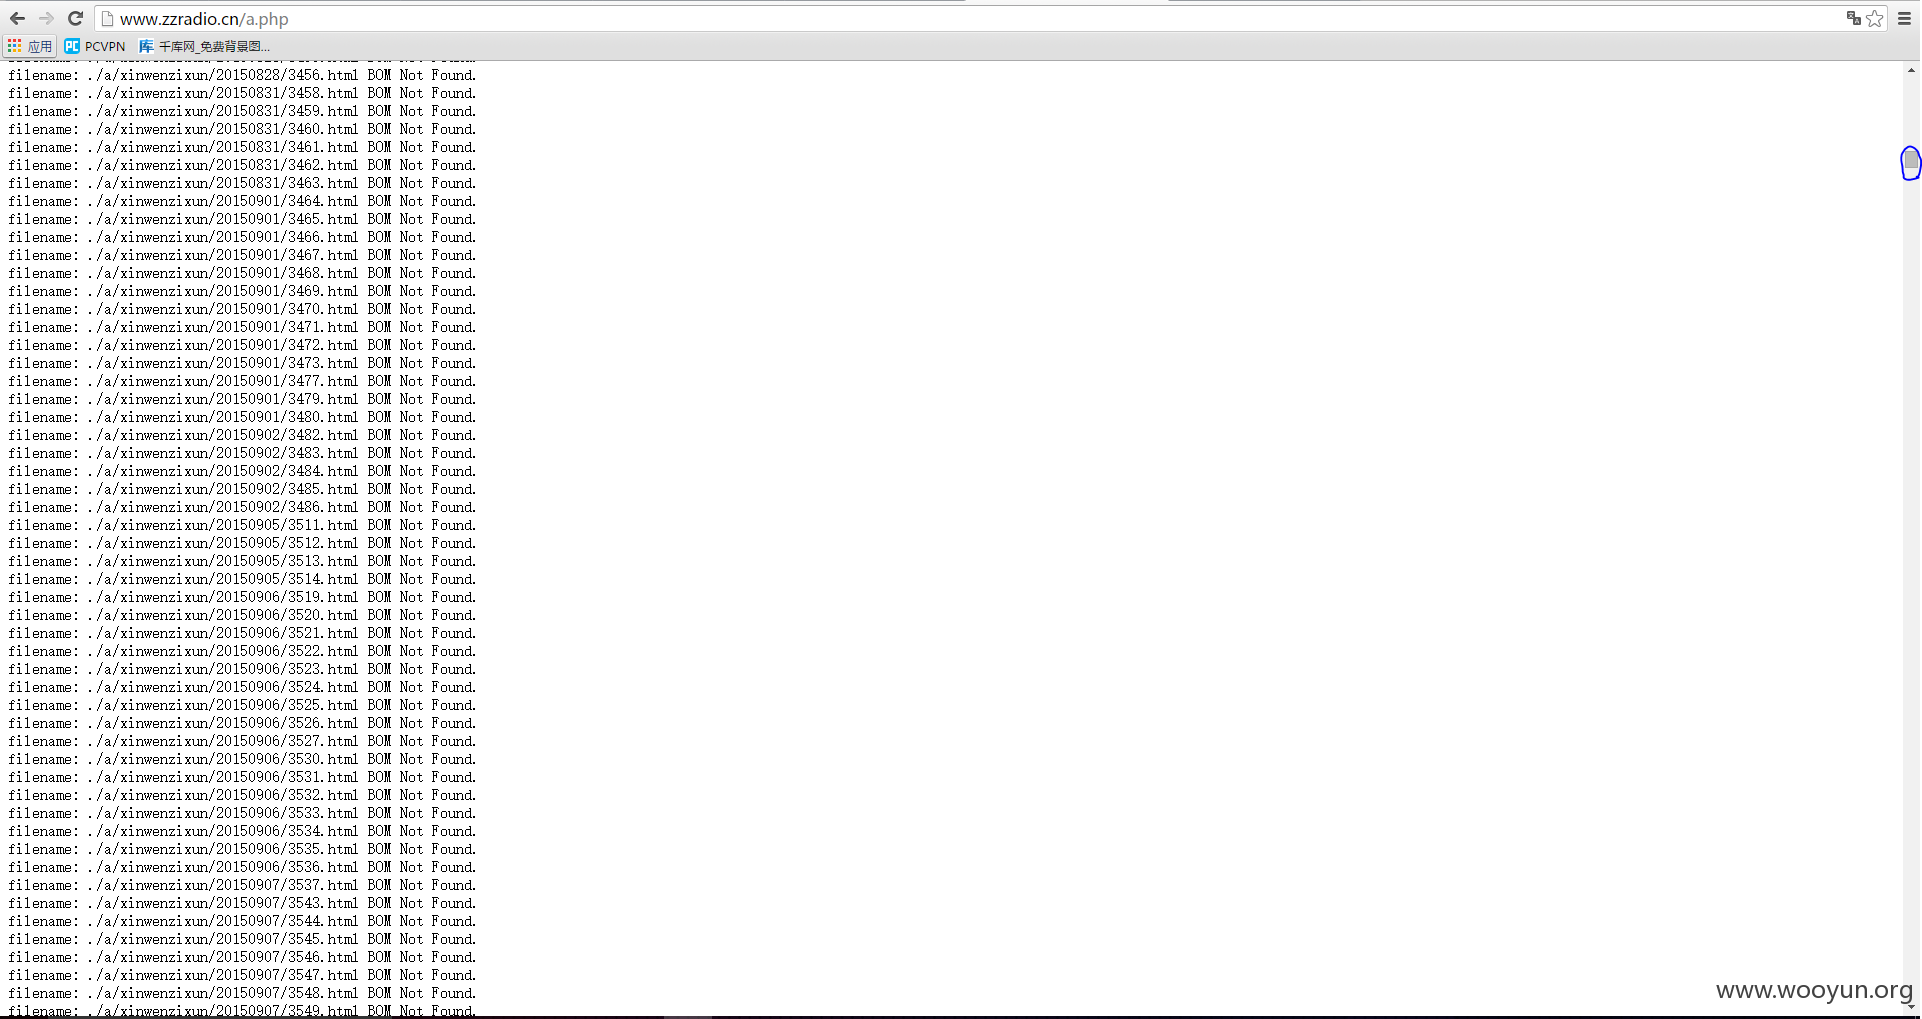 www.zzradio.cn/a.php
应用 PCVPN 千库网_免费背景图...
filename: ./a/xinwenzixun/20150828/3456.html BOM Not Found.
filename: ./a/xinwenzixun/20150831/3458.html BOM Not Found.
filename: ./a/xinwenzixun/20150831/3459.html BOM Not Found.
filename: ./a/xinwenzixun/20150831/3460.html BOM Not Found.
filename: ./a/xinwenzixun/20150831/3461.html BOM Not Found.
filename: ./a/xinwenzixun/20150831/3462.html BOM Not Found.
filename: ./a/xinwenzixun/20150831/3463.html BOM Not Found.
filename: ./a/xinwenzixun/20150901/3464.html BOM Not Found.
filename: ./a/xinwenzixun/20150901/3465.html BOM Not Found.
filename: ./a/xinwenzixun/20150901/3466.html BOM Not Found.
filename: ./a/xinwenzixun/20150901/3467.html BOM Not Found.
filename: ./a/xinwenzixun/20150901/3468.html BOM Not Found.
filename: ./a/xinwenzixun/20150901/3469.html BOM Not Found.
filename: ./a/xinwenzixun/20150901/3470.html BOM Not Found.
filename: ./a/xinwenzixun/20150901/3471.html BOM Not Found.
filename: ./a/xinwenzixun/20150901/3472.html BOM Not Found.
filename: ./a/xinwenzixun/20150901/3473.html BOM Not Found.
filename: ./a/xinwenzixun/20150901/3477.html BOM Not Found.
filename: ./a/xinwenzixun/20150901/3479.html BOM Not Found.
filename: ./a/xinwenzixun/20150901/3480.html BOM Not Found.
filename: ./a/xinwenzixun/20150902/3482.html BOM Not Found.
filename: ./a/xinwenzixun/20150902/3483.html BOM Not Found.
filename: ./a/xinwenzixun/20150902/3484.html BOM Not Found.
filename: ./a/xinwenzixun/20150902/3485.html BOM Not Found.
filename: ./a/xinwenzixun/20150902/3486.html BOM Not Found.
filename: ./a/xinwenzixun/20150905/3511.html BOM Not Found.
filename: ./a/xinwenzixun/20150905/3512.html BOM Not Found.
filename: ./a/xinwenzixun/20150905/3513.html BOM Not Found.
filename: ./a/xinwenzixun/20150905/3514.html BOM Not Found.
filename: ./a/xinwenzixun/20150906/3519.html BOM Not Found.
filename: ./a/xinwenzixun/20150906/3520.html BOM Not Found.
filename: ./a/xinwenzixun/20150906/3521.html BOM Not Found.
filename: ./a/xinwenzixun/20150906/3522.html BOM Not Found.
filename: ./a/xinwenzixun/20150906/3523.html BOM Not Found.
filename: ./a/xinwenzixun/20150906/3524.html BOM Not Found.
filename: ./a/xinwenzixun/20150906/3525.html BOM Not Found.
filename: ./a/xinwenzixun/20150906/3526.html BOM Not Found.
filename: ./a/xinwenzixun/20150906/3527.html BOM Not Found.
filename: ./a/xinwenzixun/20150906/3530.html BOM Not Found.
filename: ./a/xinwenzixun/20150906/3531.html BOM Not Found.
filename: ./a/xinwenzixun/20150906/3532.html BOM Not Found.
filename: ./a/xinwenzixun/20150906/3533.html BOM Not Found.
filename: ./a/xinwenzixun/20150906/3534.html BOM Not Found.
filename: ./a/xinwenzixun/20150906/3535.html BOM Not Found.
filename: ./a/xinwenzixun/20150906/3536.html BOM Not Found.
filename: ./a/xinwenzixun/20150907/3537.html BOM Not Found.
filename: ./a/xinwenzixun/20150907/3543.html BOM Not Found.
filename: ./a/xinwenzixun/20150907/3544.html BOM Not Found.
filename: ./a/xinwenzixun/20150907/3545.html BOM Not Found.
filename: ./a/xinwenzixun/20150907/3546.html BOM Not Found.
filename: ./a/xinwenzixun/20150907/3547.html BOM Not Found.
filename: ./a/xinwenzixun/20150907/3548.html BOM Not Found.
filename: ./a/xinwenzixun/20150907/3549.html BOM Not Found.
www.wooyun.org